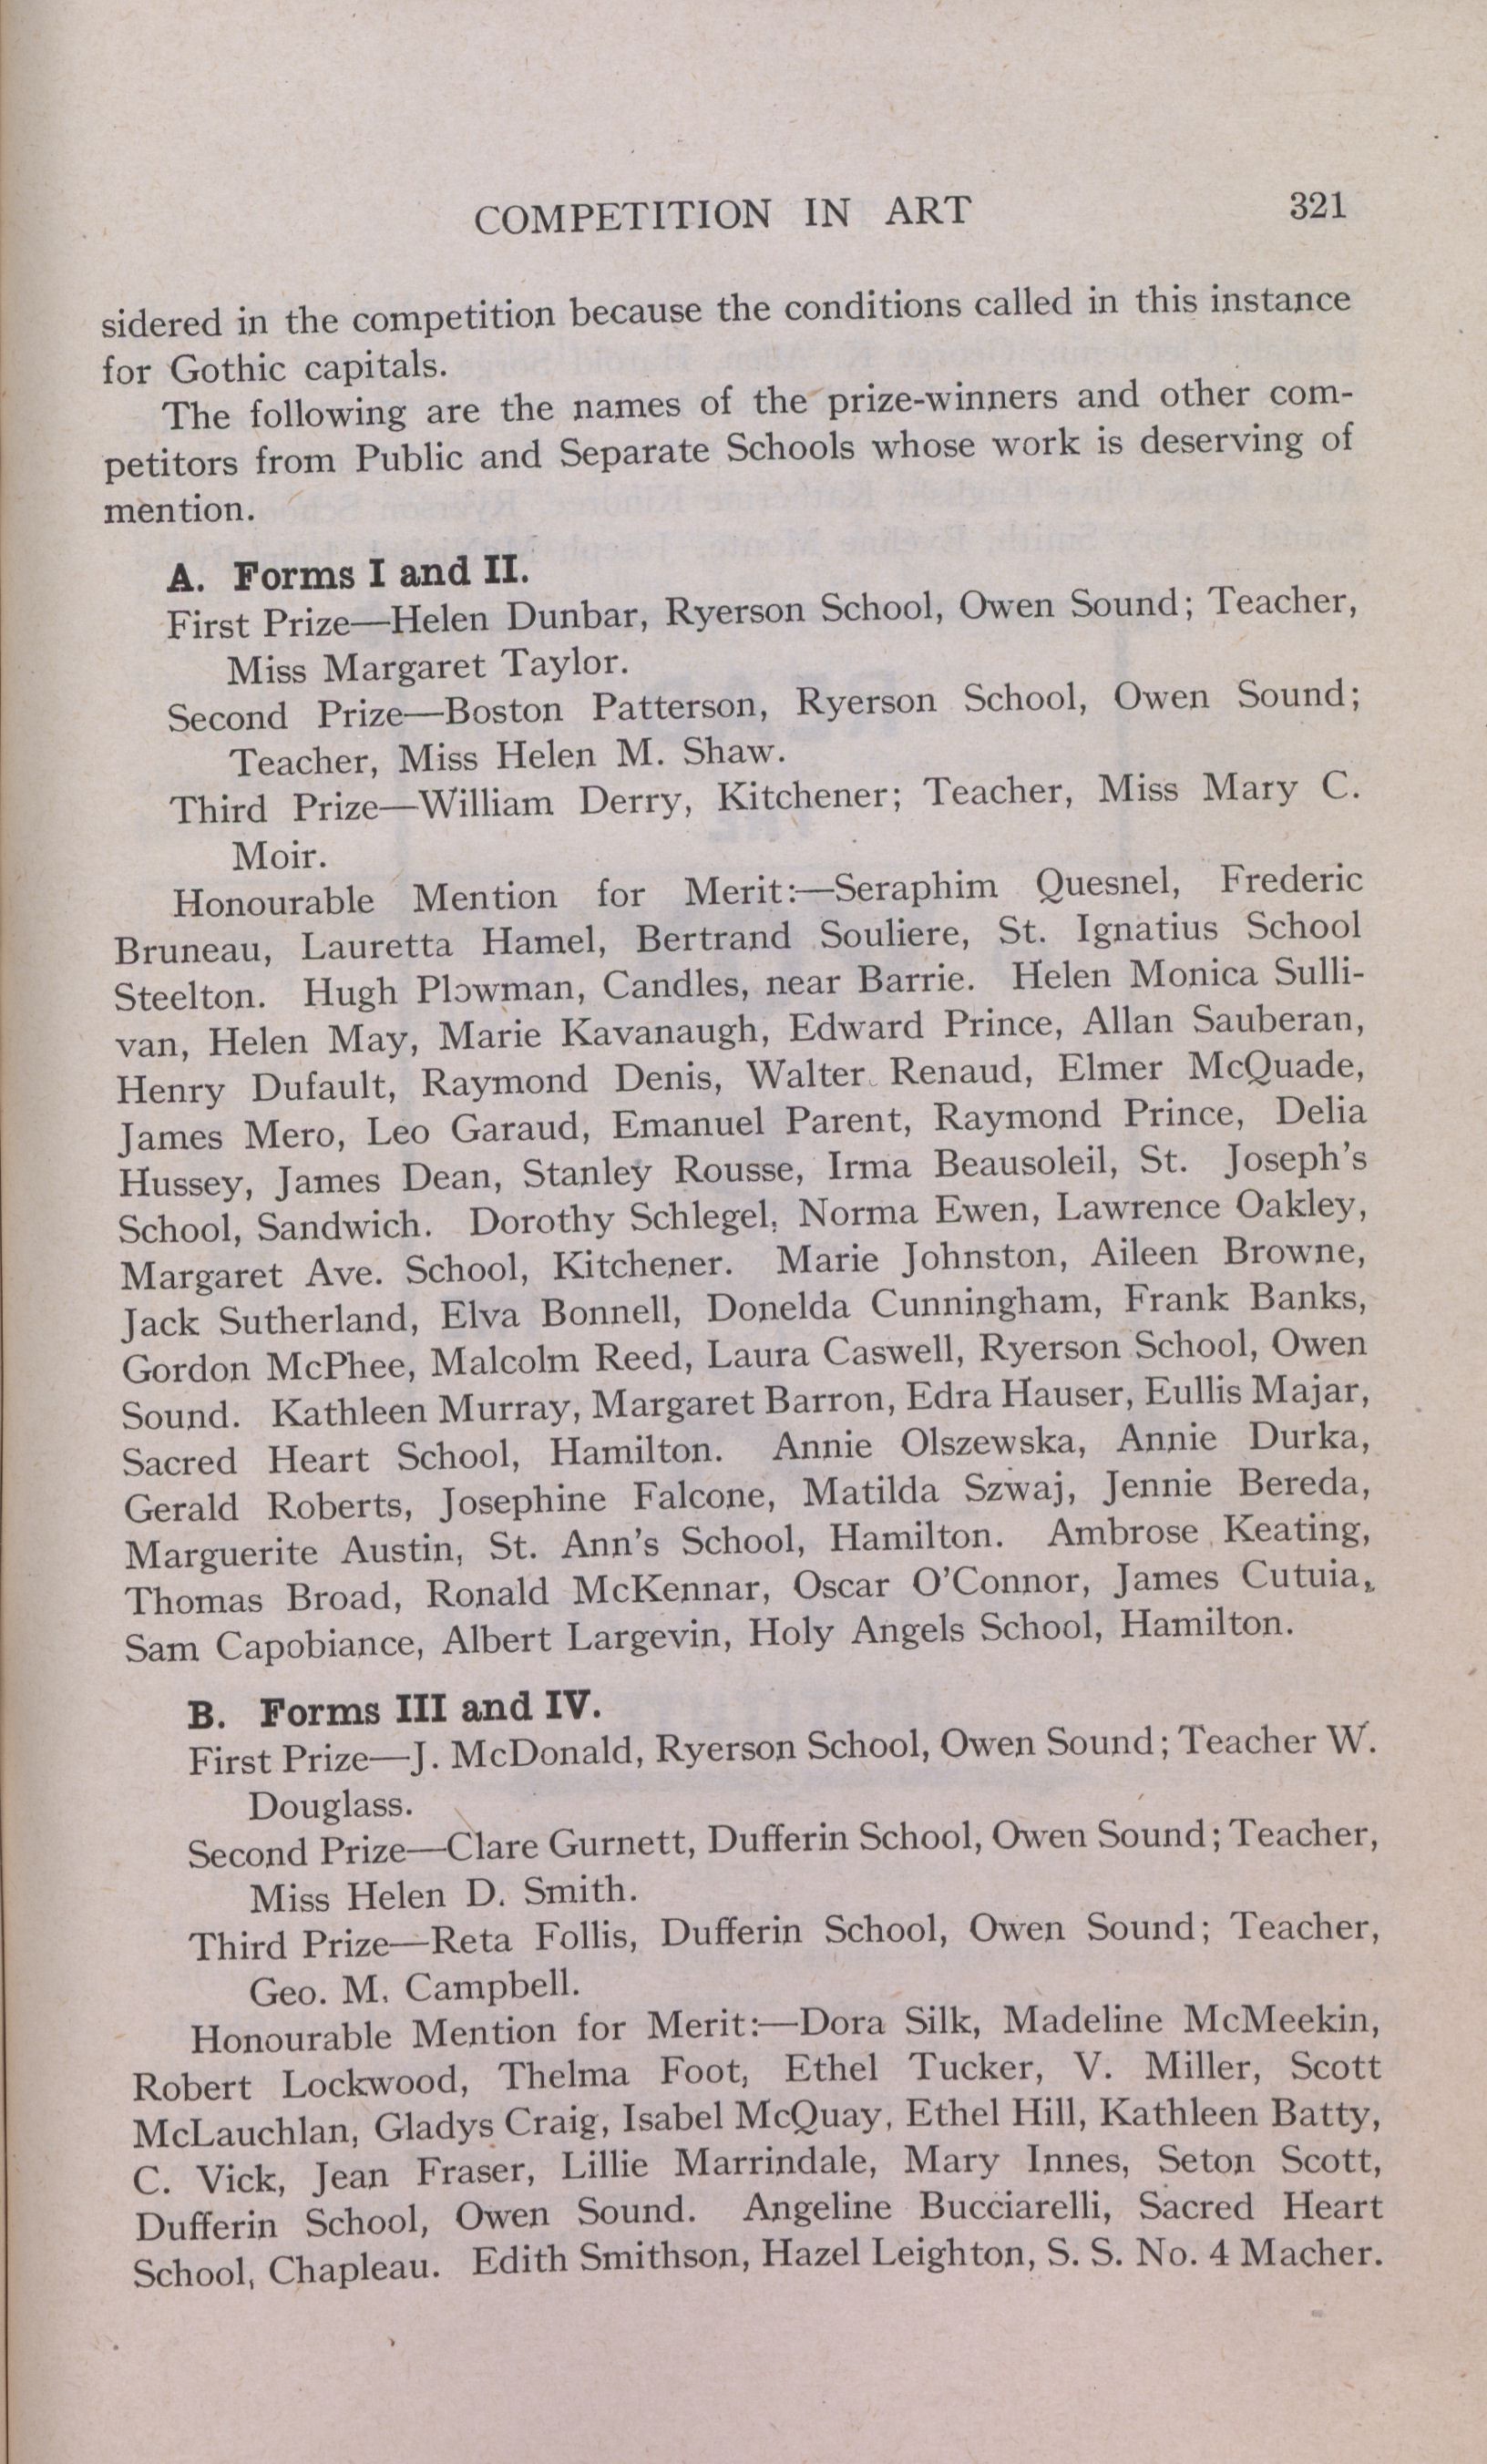 COMPETITION IN ART 321
sidered in the competition because the conditions called in this instance
for Gothic capitals.
The following are the names of the prize-winners and other com-
petitors from Public and Separate Schools whose work is deserving of
mention.
A. Forms I and II.
First Prize—Helen Dunbar, Ryerson School, Owen Sound; Teacher,
Miss Margaret Taylor.
Second Prize—Boston Patterson, Ryerson School, Owen Sound;
Teacher, Miss Helen M. Shaw.
Third Prize—William Derry, Kitchener; Teacher, Miss Mary C.
Moir.
Honourable Mention for Merit:—Seraphim Quesnel, Frederic
Bruneau, Lauretta Hamel, Bertrand Souliere, St. Ignatius School
Steelton. Hugh Plowman, Candles, near Barrie. Helen Monica Sulli-
van, Helen May, Marie Kavanaugh, Edward Prince, Allan Sauberan,
Henry Dufault, Raymond Denis, Walter Renaud, Elmer McQuade,
James Mero, Leo Garaud, Emanuel Parent, Raymond Prince, Delia
Hussey, James Dean, Stanley Rousse, Irma Beausoleil, St. Joseph's
School, Sandwich. Dorothy Schlegel, Norma Ewen, Lawrence Oakley,
Margaret Ave. School, Kitchener. Marie Johnston, Aileen Browne,
Jack Sutherland, Elva Bonnell, Donelda Cunningham, Frank Banks,
Gordon McPhee, Malcolm Reed, Laura Caswell, Ryerson School, Owen
Sound. Kathleen Murray, Margaret Barron, Edra Hauser, Eullis Majar,
Sacred Heart School, Hamilton. Annie Olszewska, Annie Durka,
Gerald Roberts, Josephine Falcone, Matilda Szwaj, Jennie Bereda,
Marguerite Austin, St. Ann's School, Hamilton. Ambrose Keating,
Thomas Broad, Ronald McKennar, Oscar O'Connor, James Cutuia,
Sam Capobiance, Albert Largevin, Holy Angels School, Hamilton.
B. Forms III and IV.
First Prize—J. McDonald, Ryerson School, Owen Sound; Teacher W.
Douglass.
Second Prize—Clare Gurnett, Dufferin School, Owen Sound; Teacher,
Miss Helen D. Smith.
Third Prize—Reta Follis, Dufferin School, Owen Sound; Teacher,
Geo. M. Campbell.
Honourable Mention for Merit:—Dora Silk, Madeline McMeekin,
Robert Lockwood, Thelma Foot, Ethel Tucker, V. Miller, Scott
McLauchlan, Gladys Craig, Isabel McQuay, Ethel Hill, Kathleen Batty,
C. Vick, Jean Fraser, Lillie Marrindale, Mary Innes, Seton Scott,
Dufferin School, Owen Sound. Angeline Bucciarelli, Sacred Heart
School, Chapleau. Edith Smithson, Hazel Leighton, S. S. No. 4 Macher.